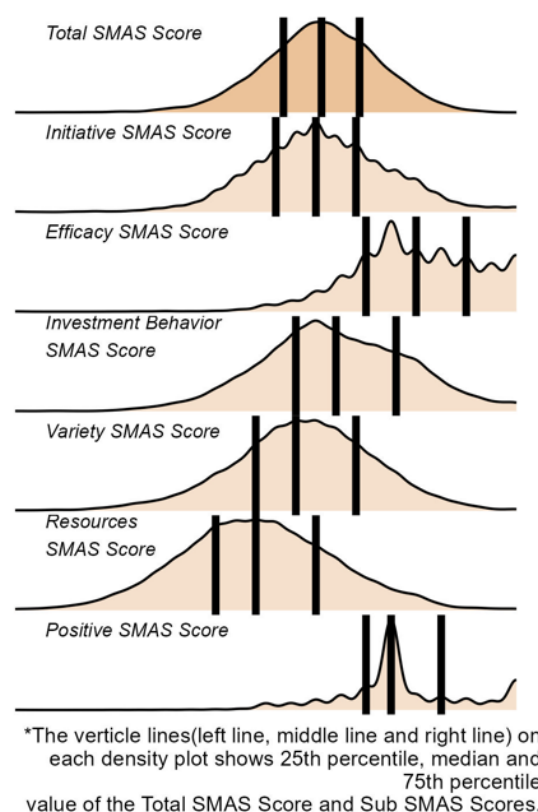 Total SMAS Score
Initiative SMAS Score
Efficacy SMAS Score
Investment Behavior
SMAS Score
Variety SMAS Score
Resources
SMAS Score
Positive SMAS Score
*The verticle lines(left line, middle line and right line) on
each density plot shows 25th percentile, median and
75th percentile
value of the Total SMAS Score and Sub SMAS Scores.